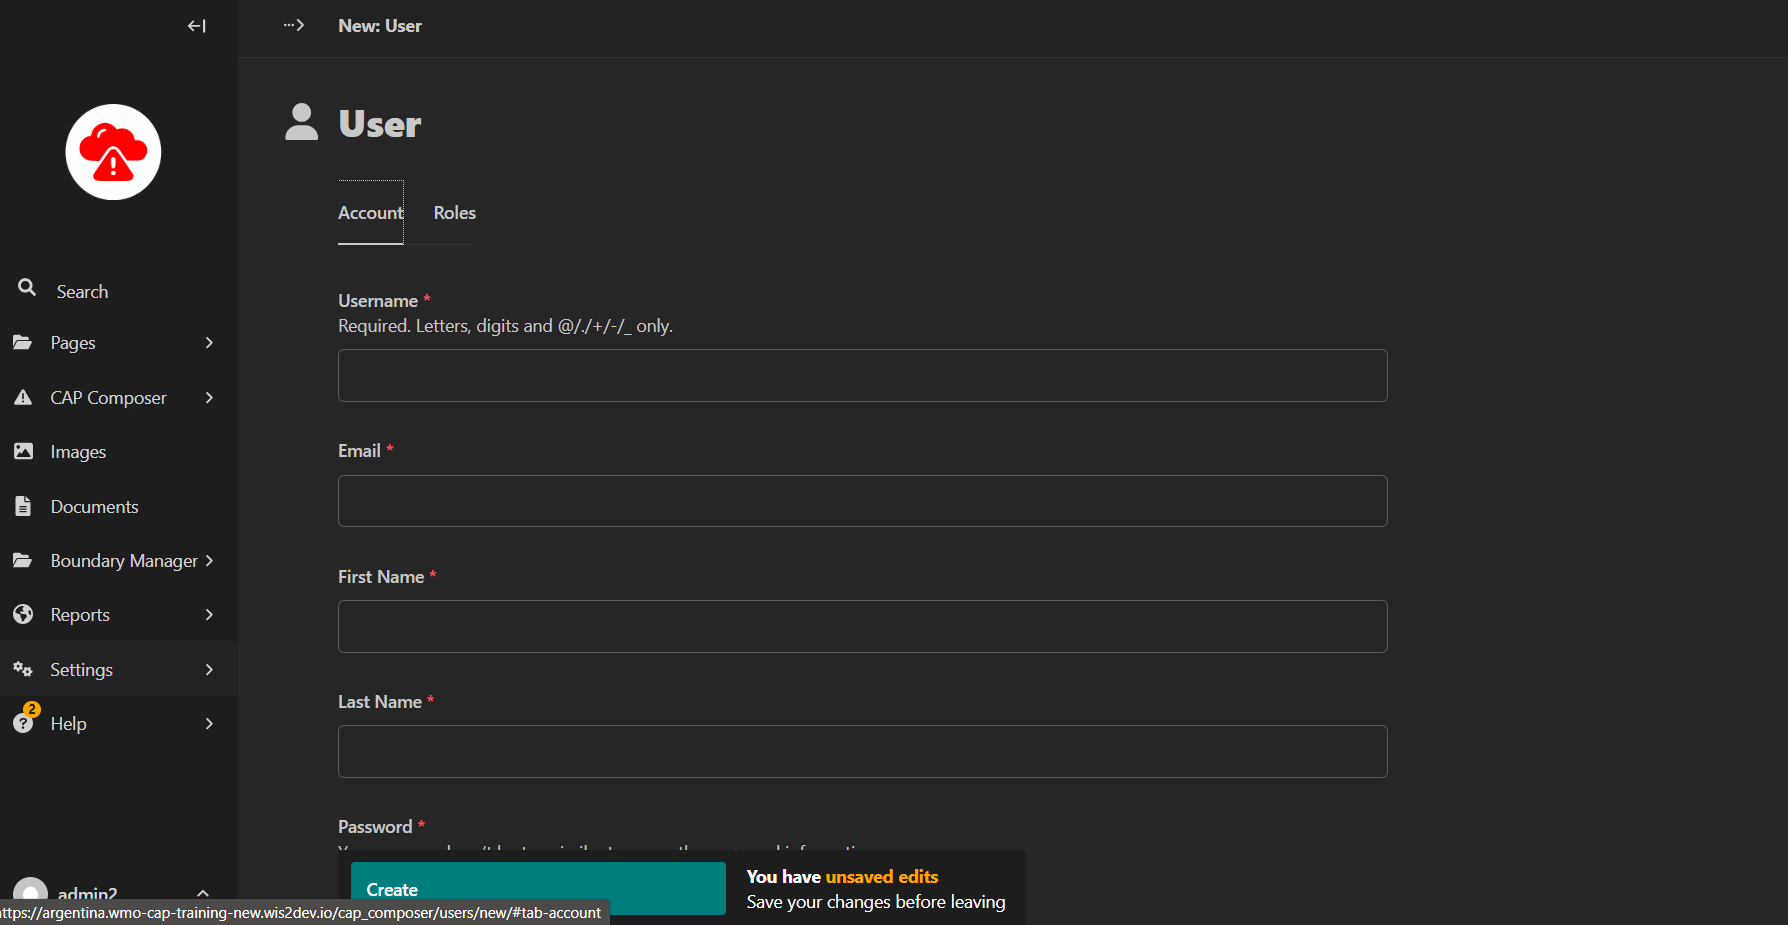 New: User
User
Account
Roles
Search
Pages
CAP Composer
Images
Documents
Boundary Manager
Reports
Settings
2
Help
admin2
Username *
Required. Letters, digits and @/./+/-/_ only.
Email *
First Name *
Last Name *
Password *
Create
You have unsaved edits
Save your changes before leaving
ttps://argentina.wmo-cap-training-new.wis2dev.io/cap_composer/users/new/#tab-account